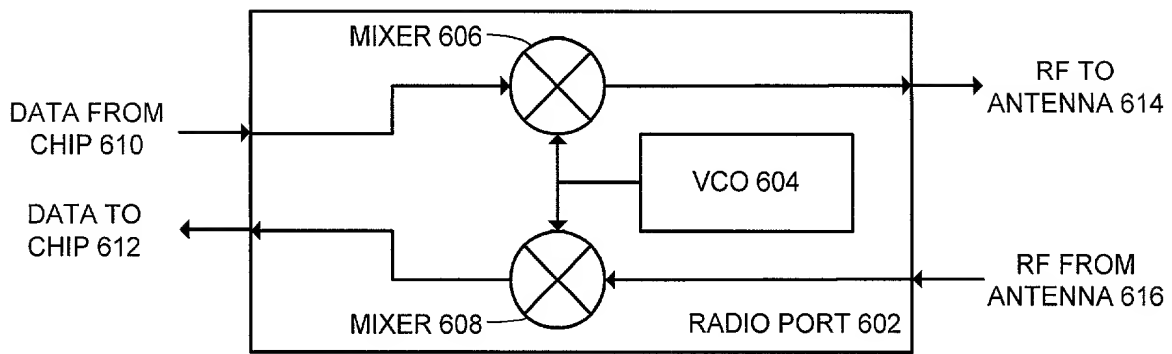 MIXER 606
RF TO
ANTENNA 614
DATA FROM
CHIP 610
VCO 604
DATA TO
CHIP 612
RF FROM
ANTENNA 616
MIXER 608
RADIO PORT 602